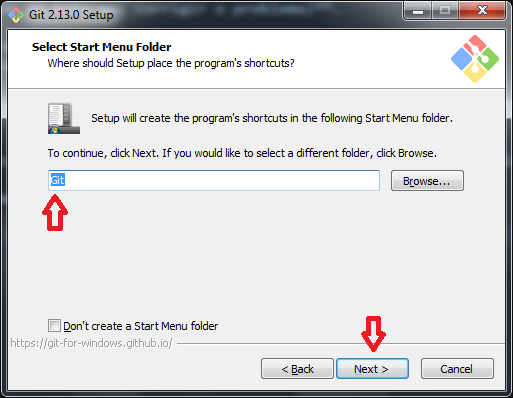 Git 2.13.0 Setup
Select Start Menu Folder
Where should Setup place the program's shortcuts?
Setup will create the program's shortcuts in the following Start Menu folder.
To continue, click Next. If you would like to select a different folder, click Browse.
Git
Browse...
Don't create a Start Menu folder
https://git-for-windows.github.io/
< Back
Next >
Cancel